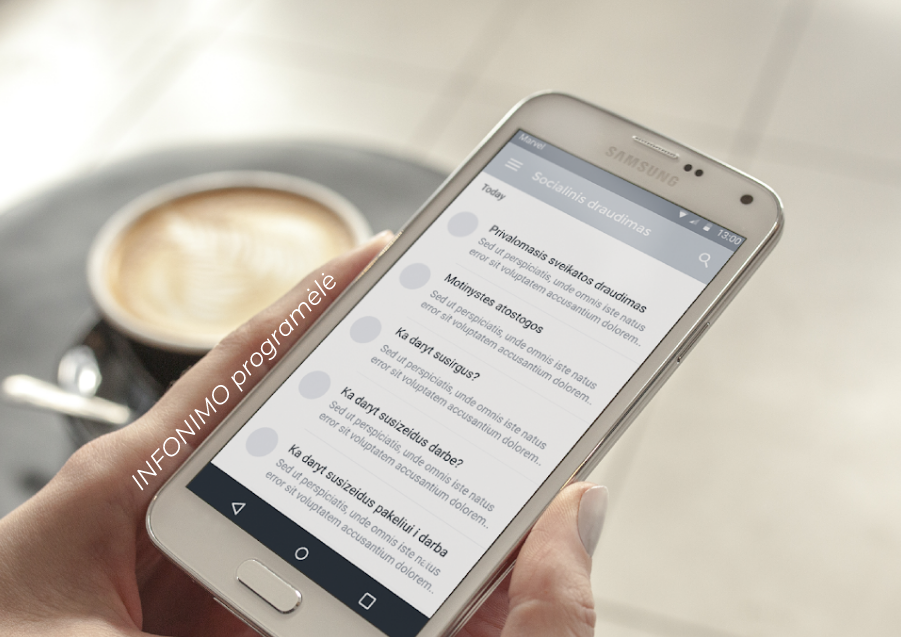 INFONIMO programėlė
SAMSUNG
Marvel
13:00
Socialinis draudimas
Today
Privalomasis sveikatos draudimas
Sed ut perspiciatis, unde omnis iste natus
error sit voluptatem accusantium dolorem..
Motinystes atostogos
Sed ut perspiciatis, unde omnis iste natus
error sit voluptatem accusantium dolorem..
Ka daryt susirgus?
Sed ut perspiciatis, unde omnis iste natus
error sit voluptatem accusantium dolorem..
Ka daryt susizeidus darbe?
Sed ut perspiciatis, unde omnis iste natus
error sit voluptatem accusantium dolorem..
Ka daryt susizeidus pakeliui i darba
Sed ut perspiciatis, unde omnis iste natus
error sit voluptatem accusantium dolorem..